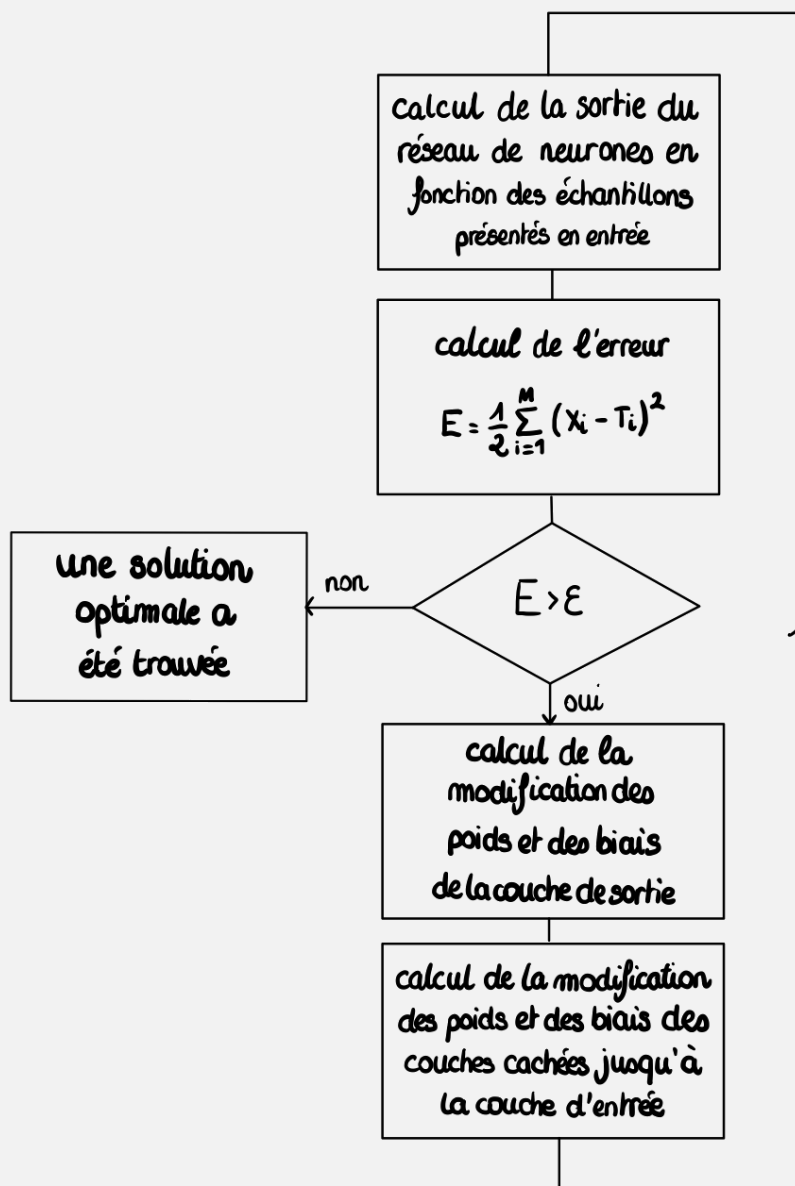 calcul de la sortie du
réseau de neurones en
fonction des échantillons
présentés en entrée
calcul de l'erreur
E = 1/2 ∑_{i=1}^{M} (Xi - Ti)^2
E > ε
non
une solution
optimale a
été trouvée
oui
calcul de la
modification des
poids et des biais
de la couche de sortie
calcul de la modification
des poids et des biais des
couches cachées jusqu'à
la couche d'entrée